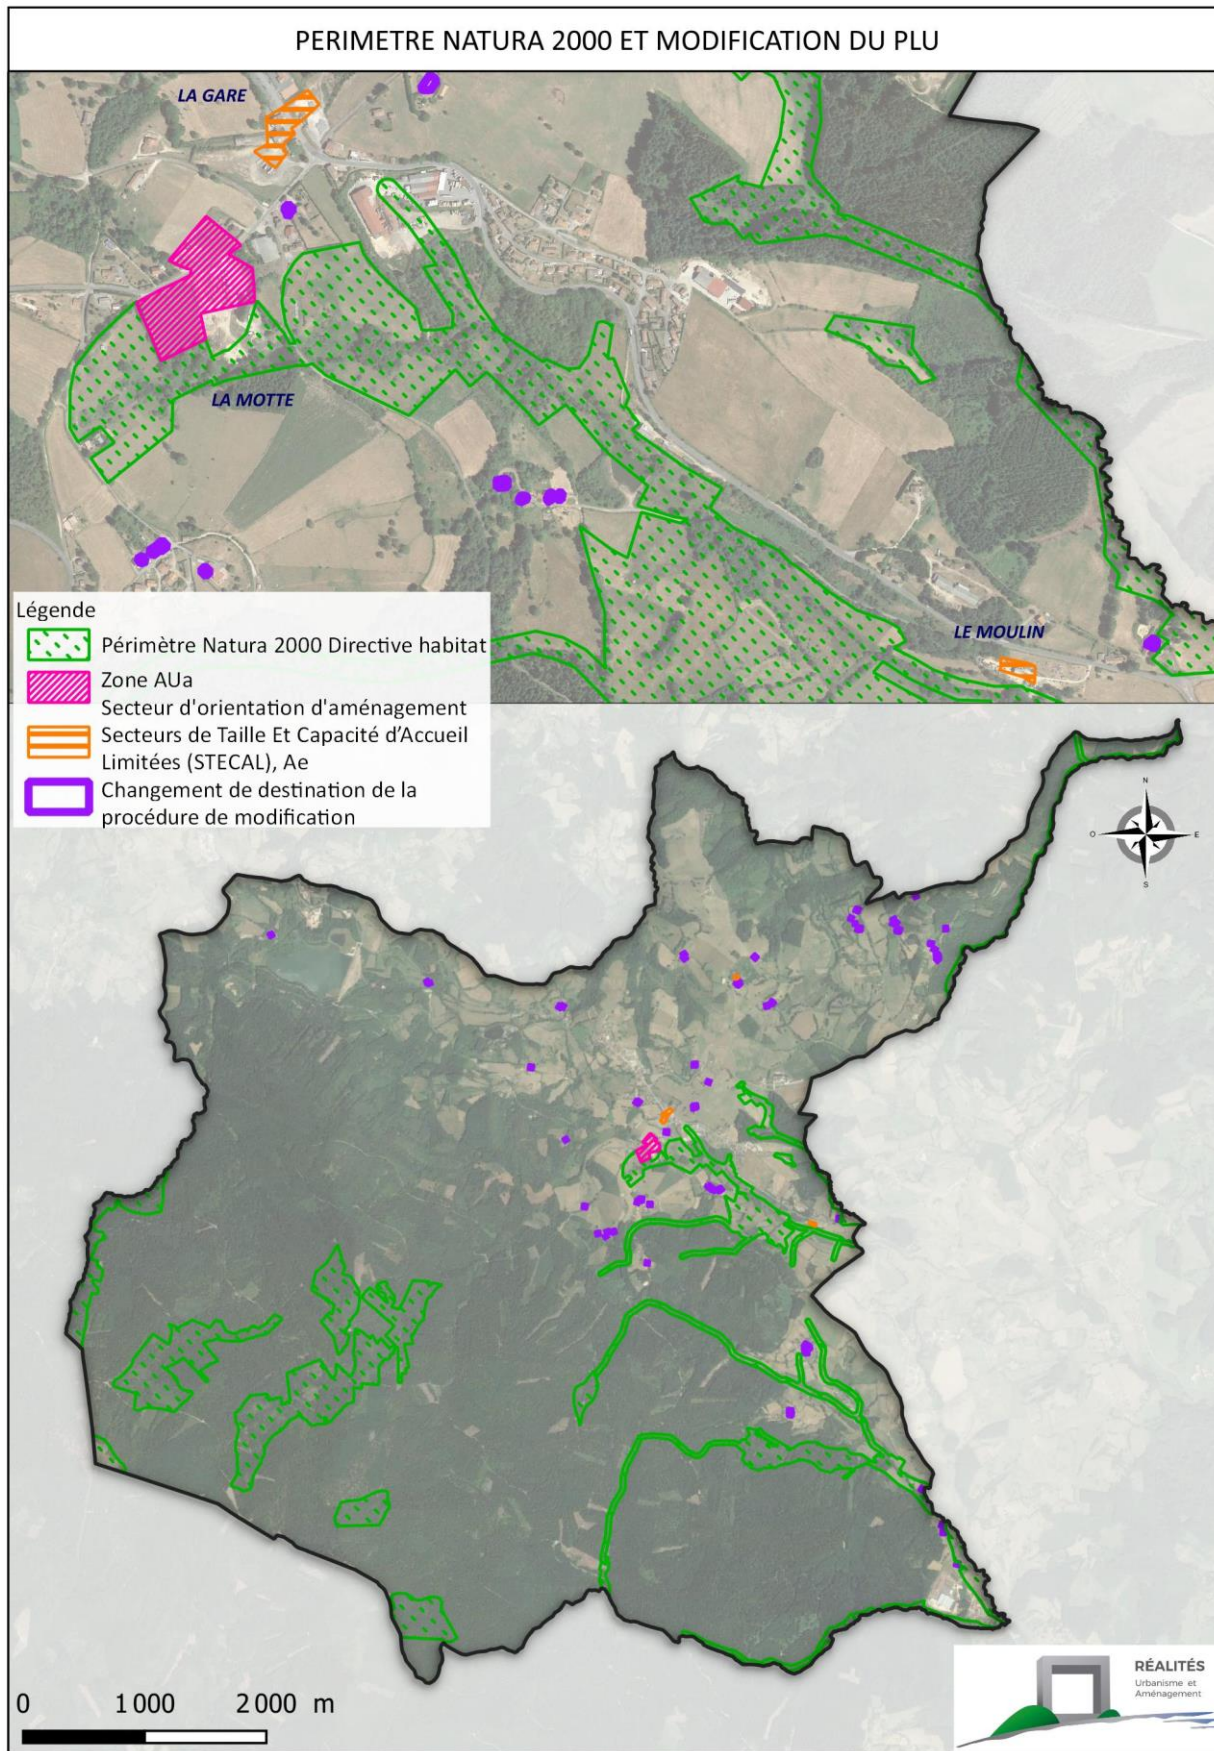 PERIMETRE NATURA 2000 ET MODIFICATION DU PLU
LA GARE
LA MOTTE
LE MOULIN
Légende
Périmètre Natura 2000 Directive habitat
Zone AUa
Secteur d'orientation d'aménagement
Secteurs de Taille Et Capacité d’Accueil
Limitées (STECAL), Ae
Changement de destination de la
procédure de modification
N
O
E
S
RÉALITÉS
Urbanisme et
Aménagement
0 1 000 2 000 m